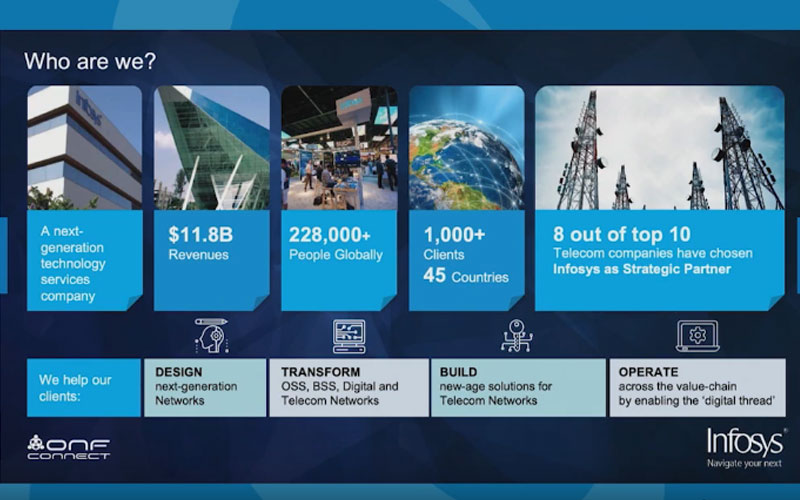 Who are we?
Infosys
A next-
generation
technology
services
company
$11.8B
Revenues
228,000+
People Globally
1,000+
Clients
45 Countries
8 out of top 10
Telecom companies have chosen
Infosys as Strategic Partner
We help our
clients:
DESIGN
next-generation
Networks
TRANSFORM
OSS, BSS, Digital and
Telecom Networks
BUILD
new-age solutions for
Telecom Networks
OPERATE
across the value-chain
by enabling the ‘digital thread’
ONF
CONNECT
Infosys®
Navigate your next